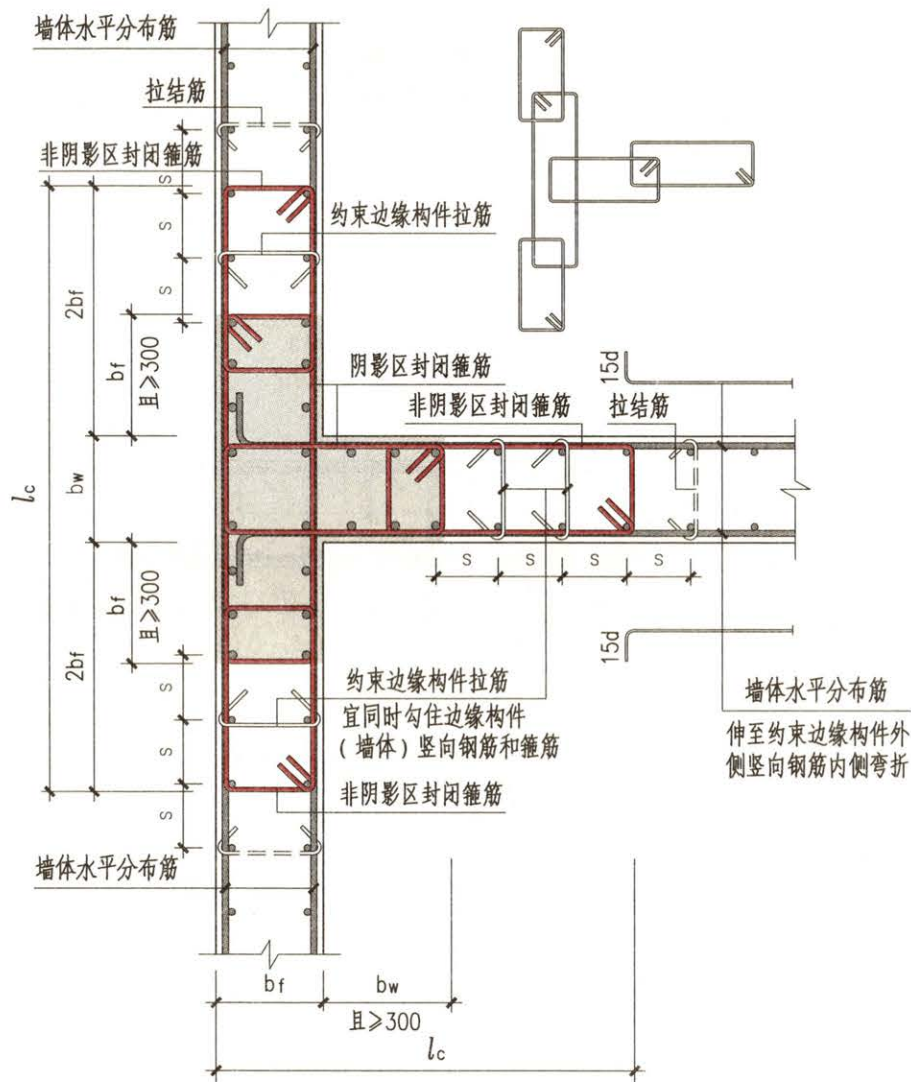 墙体水平分布筋
拉结筋
非阴影区封闭箍筋
s
约束边缘构件拉筋
s
s
2bf
bf
且≥300
阴影区封闭箍筋
非阴影区封闭箍筋
拉结筋
15d
lc
bw
s
s
s
s
bf
且≥300
2bf
15d
约束边缘构件拉筋
宜同时勾住边缘构件
(墙体)竖向钢筋和箍筋
墙体水平分布筋
伸至约束边缘构件外
侧竖向钢筋内侧弯折
s
s
非阴影区封闭箍筋
s
墙体水平分布筋
bf
bw
且≥300
lc